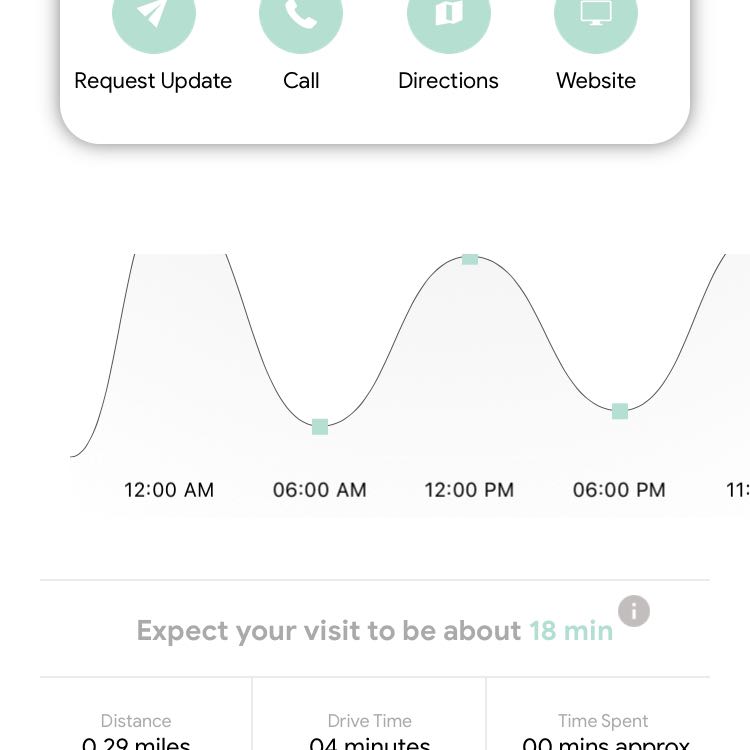 Request Update Call Directions Website
12:00 AM 06:00 AM 12:00 PM 06:00 PM 11:
Expect your visit to be about 18 min
Distance Drive Time Time Spent
0.29 miles 04 minutes 00 mins approx